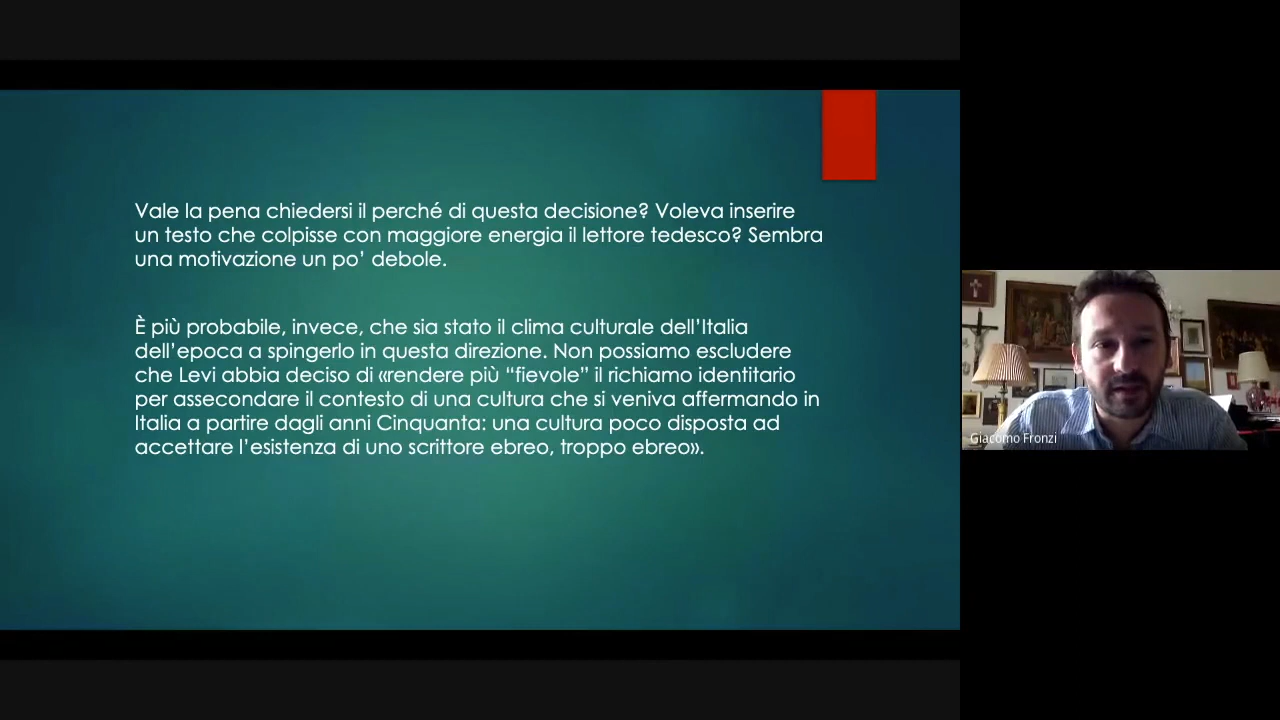 Vale la pena chiedersi il perché di questa decisione? Voleva inserire
un testo che colpisse con maggiore energia il lettore tedesco? Sembra
una motivazione un po’ debole.
È più probabile, invece, che sia stato il clima culturale dell’Italia
dell’epoca a spingerlo in questa direzione. Non possiamo escludere
che Levi abbia deciso di «rendere più “fievole” il richiamo identitario
per assecondare il contesto di una cultura che si veniva affermando in
Italia a partire dagli anni Cinquanta: una cultura poco disposta ad
accettare l’esistenza di uno scrittore ebreo, troppo ebreo».
Giacomo Fronzi